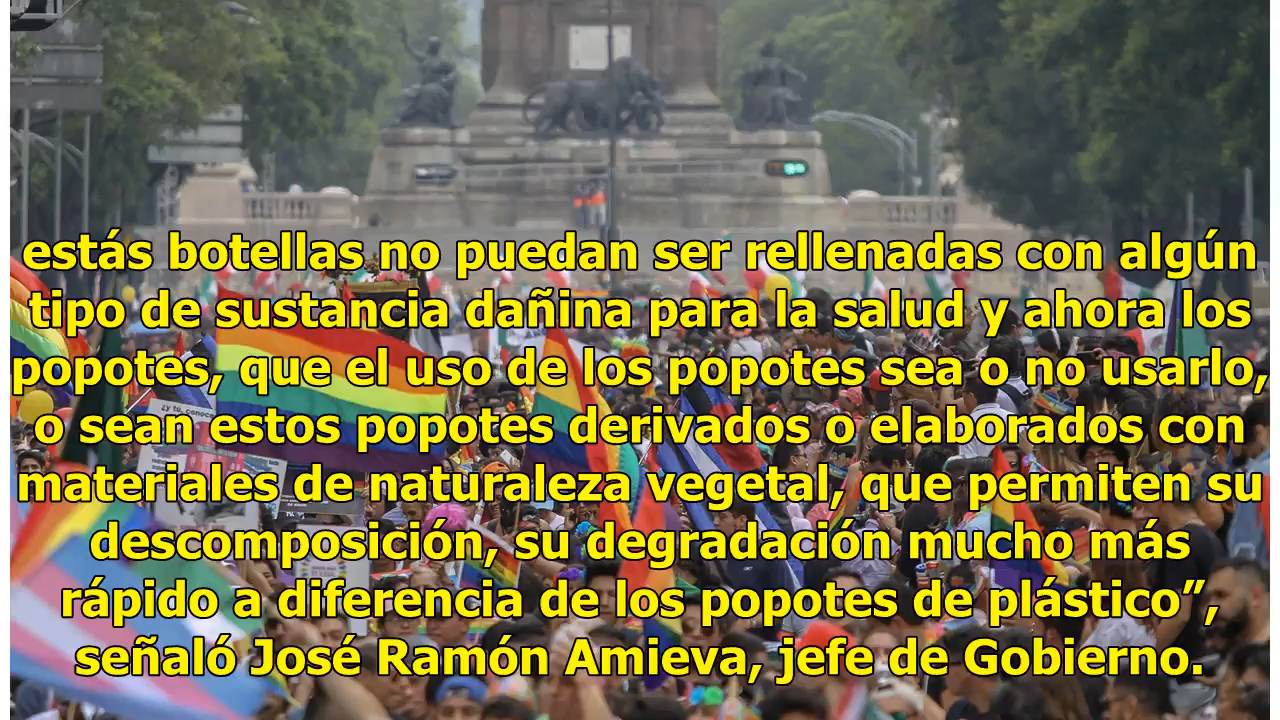 estás botellas no puedan ser rellenadas con algún
tipo de sustancia dañina para la salud y ahora los
popotes, que el uso de los popotes sea o no usarlo,
o sean estos popotes derivados o elaborados con
materiales de naturaleza vegetal, que permiten su
descomposición, su degradación mucho más
rápido a diferencia de los popotes de plástico”,
señaló José Ramón Amieva, jefe de Gobierno.
¿y tú, conoce